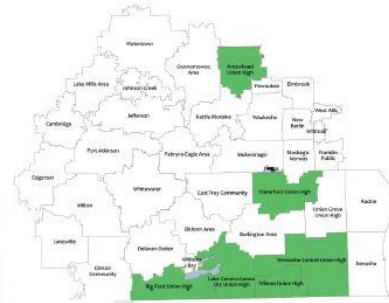 Watertown
Oconomowoc
Area
Arrowhead
Union High
Pewaukee
Elmbrook
Lake Mills Area
Johnson Creek
Jefferson
Kettle Moraine
Waukesha
New
Berlin
West Allis
Whitnall
Cambridge
Fort Atkinson
Palmyra-Eagle Area
Mukwonago
Muskego
Norway
Franklin
Public
Edgerton
Milton
Whitewater
East Troy Community
Waterford Union High
Union Grove
Union High
Racine
Janesville
Elkhorn Area
Burlington Area
Delavan-Darien
Williams
Bay
Clinton
Community
Big Foot Union High
Lake Geneva-Genoa
City Union High
Westosha Central Union High
Wilmot Union High
Kenosha